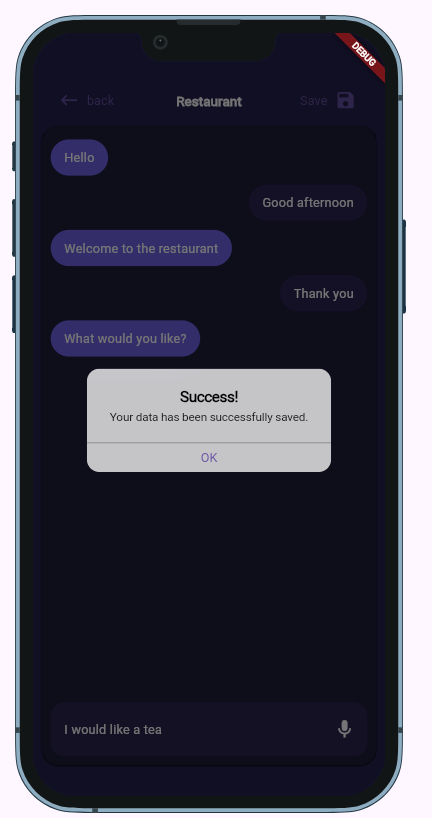 DEBUG
back
Restaurant
Save
Hello
Good afternoon
Welcome to the restaurant
Thank you
What would you like?
Success!
Your data has been successfully saved.
OK
I would like a tea